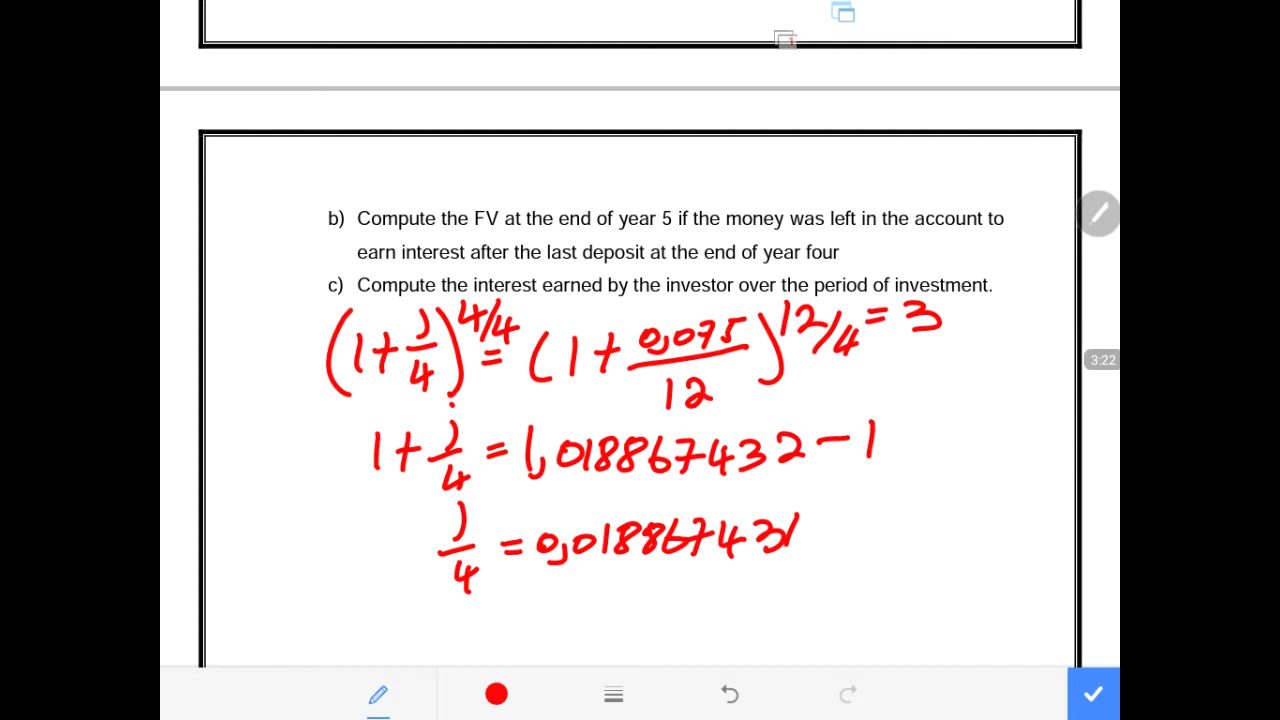 b) Compute the FV at the end of year 5 if the money was left in the account to
earn interest after the last deposit at the end of year four
c) Compute the interest earned by the investor over the period of investment.
(1 + j/4)^4/4 = (1 + 0,075/12)^12/4 = 3
1 + j/4 = 1,018867432 - 1
j/4 = 0,01886743
3:22